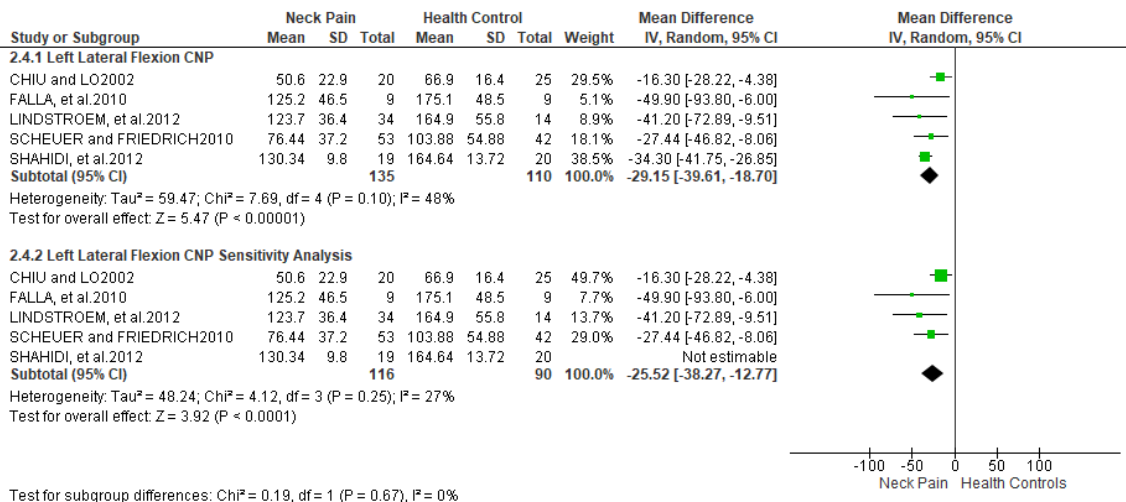 Neck Pain Health Control Mean Difference Mean Difference
Study or Subgroup Mean SD Total Mean SD Total Weight IV, Random, 95% CI IV, Random, 95% CI
2.4.1 Left Lateral Flexion CNP
CHIU and LO2002 50.6 22.9 20 66.9 16.4 25 29.5% -16.30 [-28.22, -4.38]
FALLA, et al.2010 125.2 46.5 9 175.1 48.5 9 5.1% -49.90 [-93.80, -6.00]
LINDSTROEM, et al.2012 123.7 36.4 34 164.9 55.8 14 8.9% -41.20 [-72.89, -9.51]
SCHEUER and FRIEDRICH2010 76.44 37.2 53 103.88 54.88 42 18.1% -27.44 [-46.82, -8.06]
SHAHIDI, et al.2012 130.34 9.8 19 164.64 13.72 20 38.5% -34.30 [-41.75, -26.85]
Subtotal (95% CI) 135 110 100.0% -29.15 [-39.61, -18.70]
Heterogeneity: Tau² = 59.47; Chi² = 7.69, df = 4 (P = 0.10); I² = 48%
Test for overall effect: Z = 5.47 (P < 0.00001)
2.4.2 Left Lateral Flexion CNP Sensitivity Analysis
CHIU and LO2002 50.6 22.9 20 66.9 16.4 25 49.7% -16.30 [-28.22, -4.38]
FALLA, et al.2010 125.2 46.5 9 175.1 48.5 9 7.7% -49.90 [-93.80, -6.00]
LINDSTROEM, et al.2012 123.7 36.4 34 164.9 55.8 14 13.7% -41.20 [-72.89, -9.51]
SCHEUER and FRIEDRICH2010 76.44 37.2 53 103.88 54.88 42 29.0% -27.44 [-46.82, -8.06]
SHAHIDI, et al.2012 130.34 9.8 19 164.64 13.72 20 Not estimable
Subtotal (95% CI) 116 90 100.0% -25.52 [-38.27, -12.77]
Heterogeneity: Tau² = 48.24; Chi² = 4.12, df = 3 (P = 0.25); I² = 27%
Test for overall effect: Z = 3.92 (P < 0.0001)
-100 -50 0 50 100
Neck Pain Health Controls
Test for subgroup differences: Chi² = 0.19, df = 1 (P = 0.67), I² = 0%